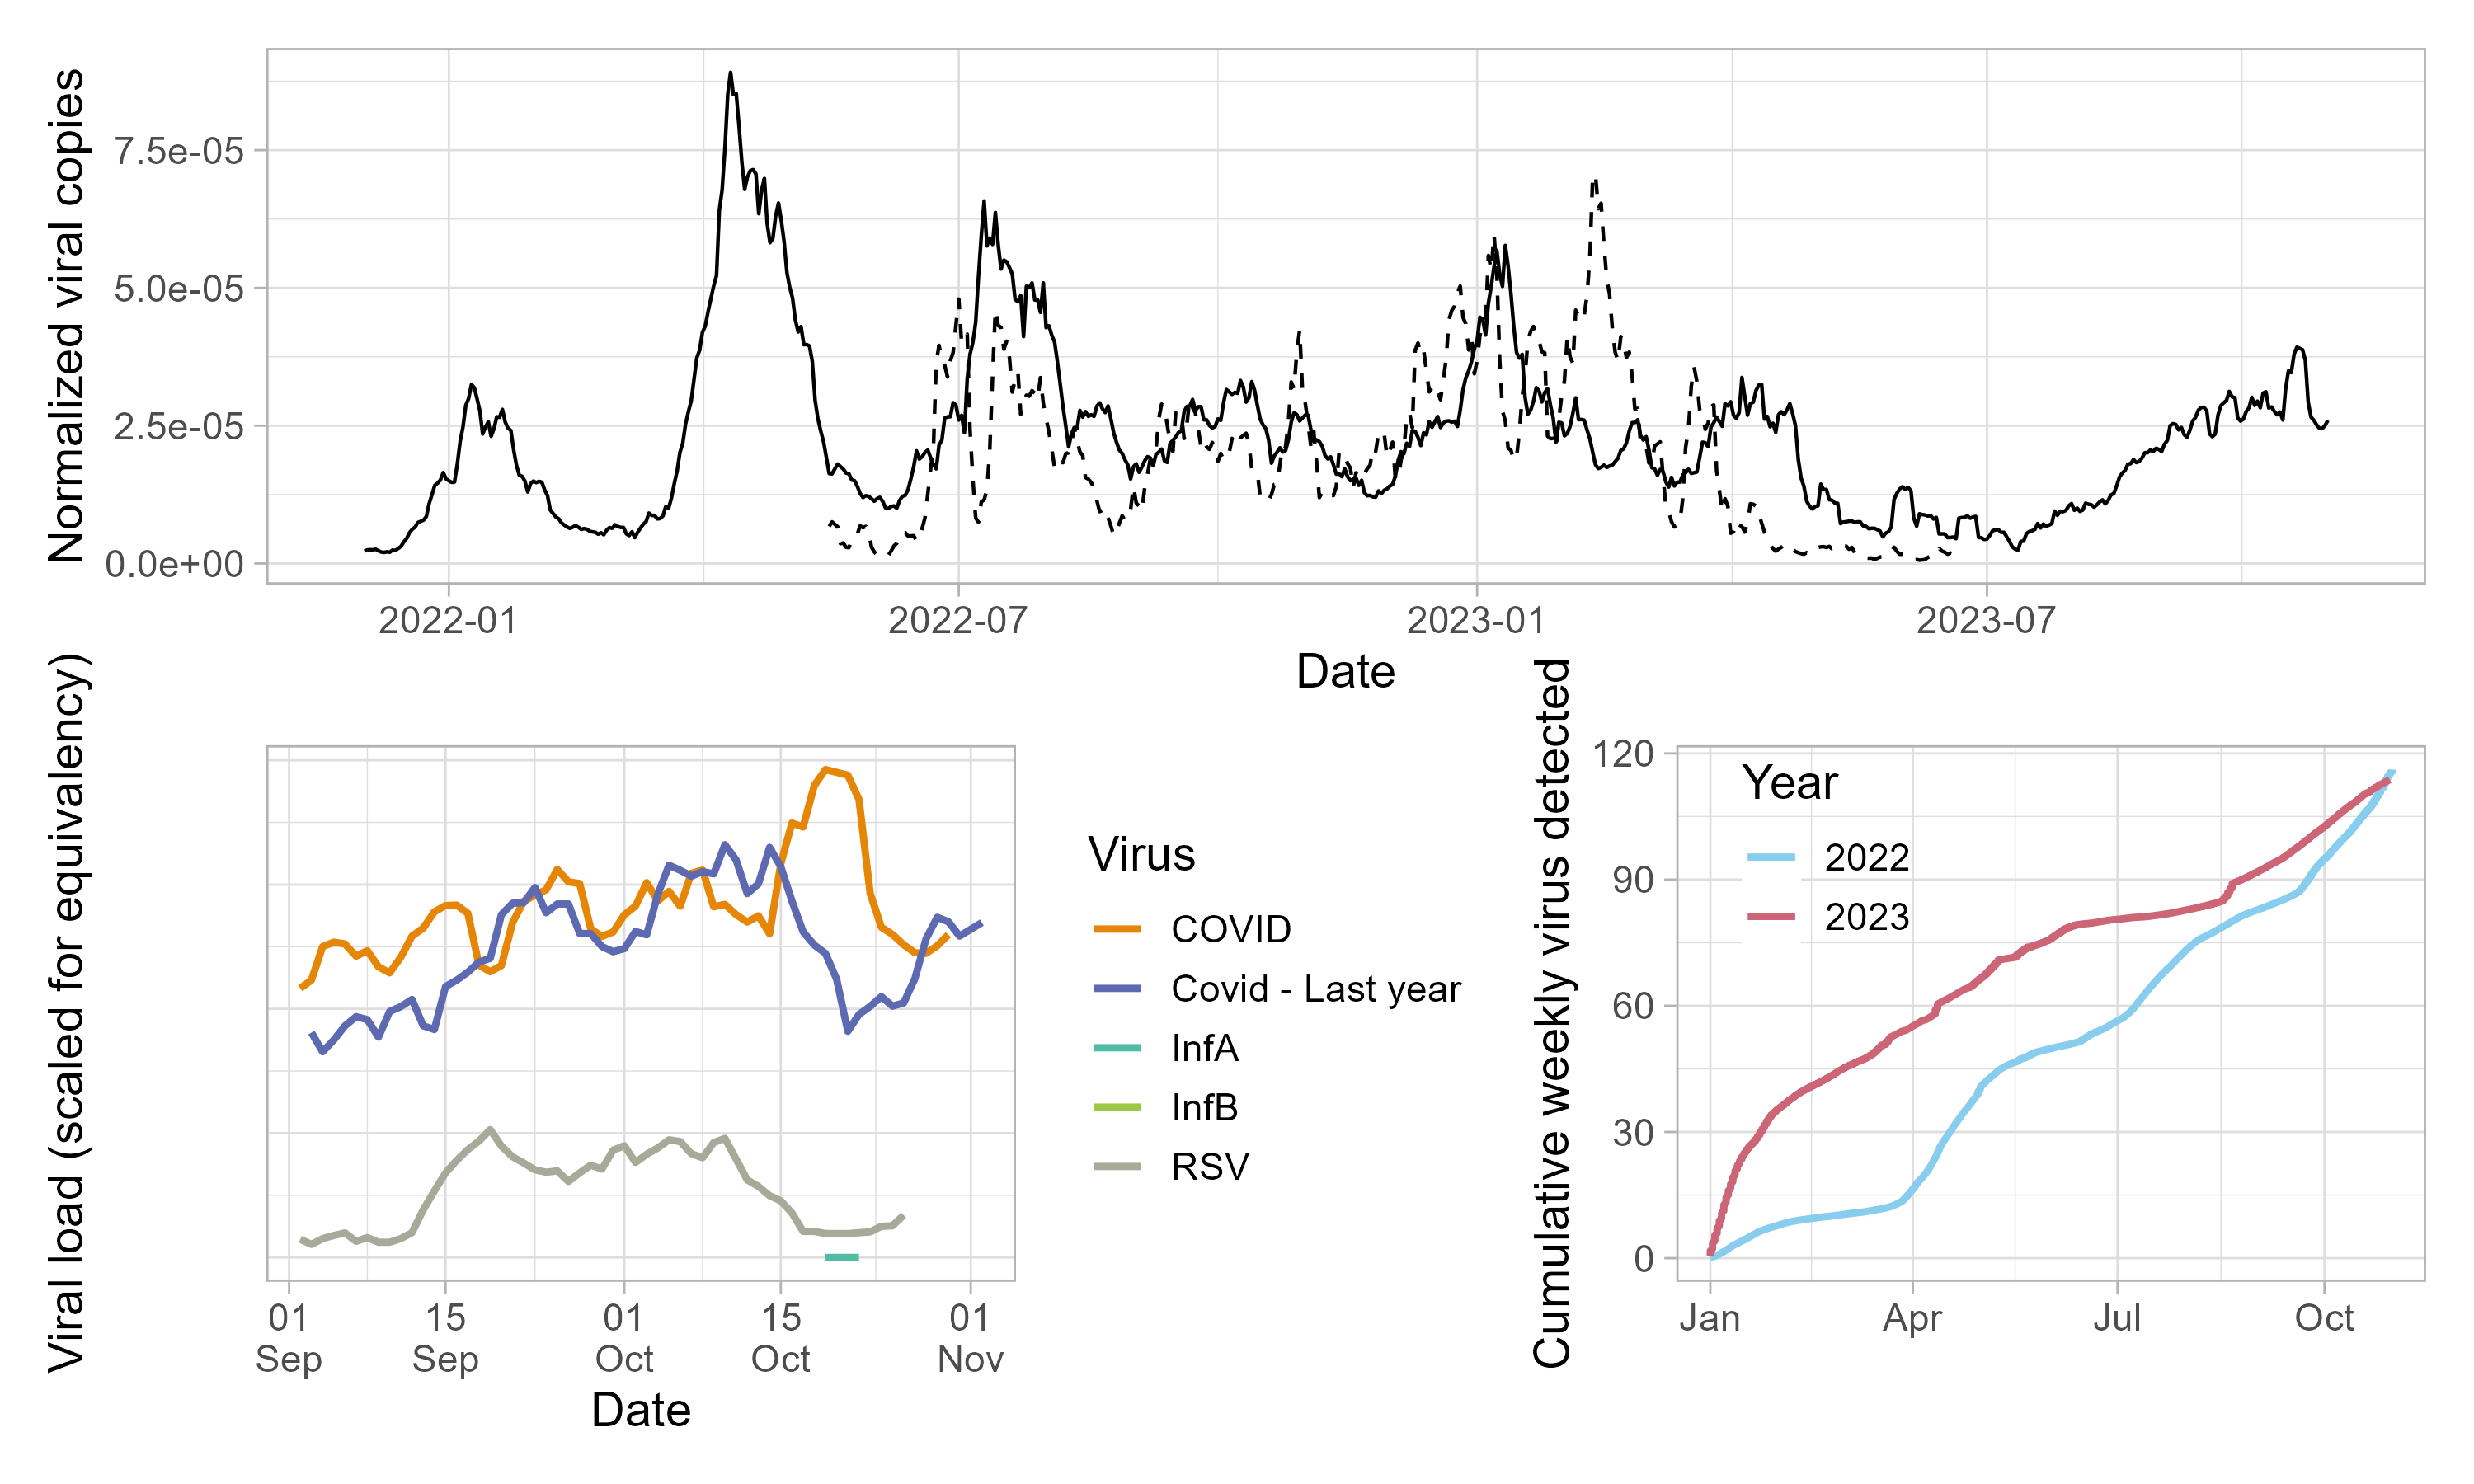 Normalized viral copies
7.5e-05
5.0e-05
2.5e-05
0.0e+00
2022-01
2022-07
2023-01
2023-07
Date
Viral load (scaled for equivalency)
01
Sep
15
Sep
01
Oct
15
Oct
01
Nov
Date
Virus
COVID
Covid - Last year
InfA
InfB
RSV
Cumulative weekly virus detected
120
90
60
30
0
Year
2022
2023
Jan
Apr
Jul
Oct